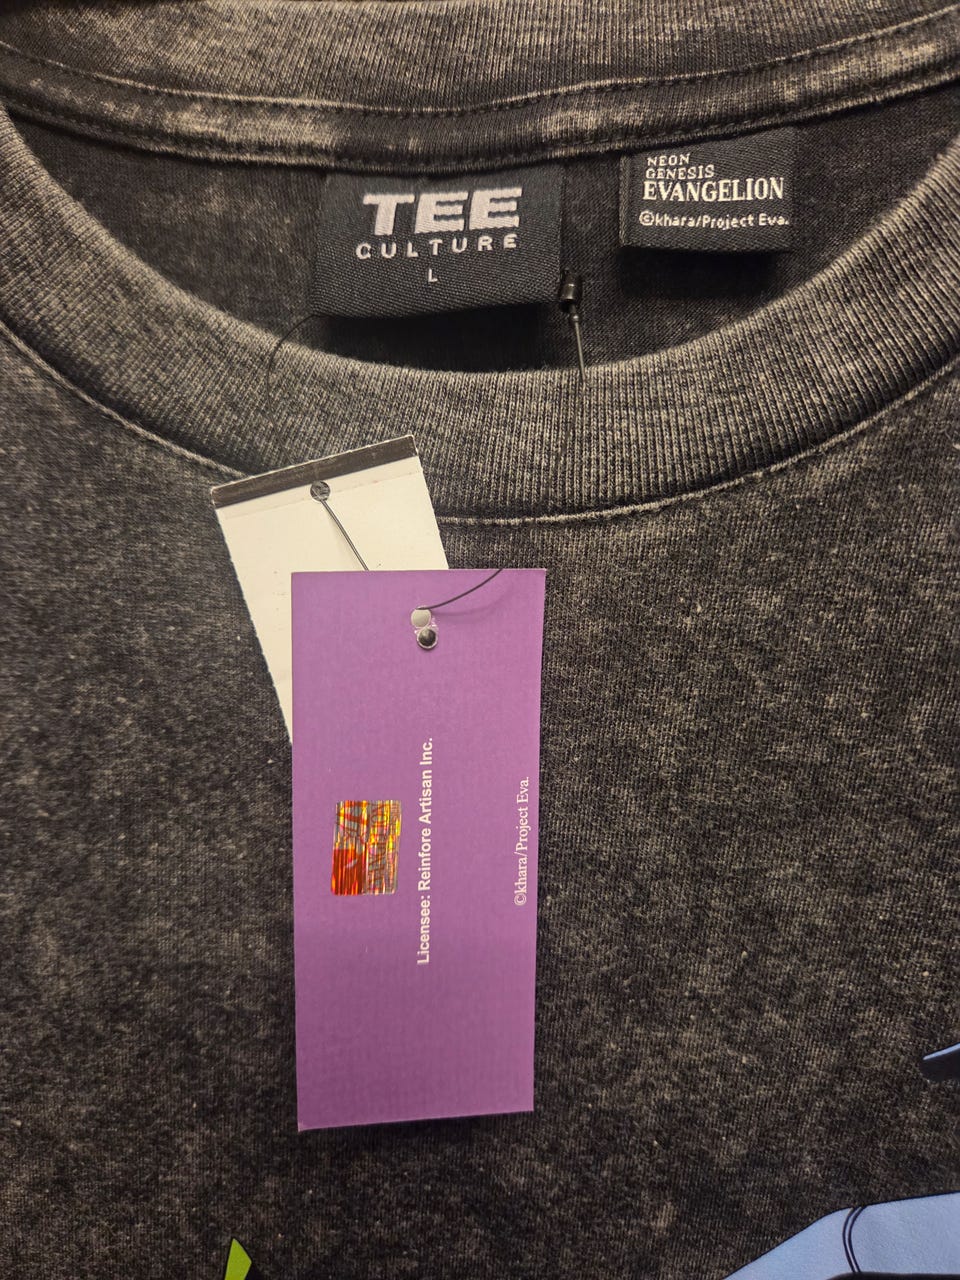 TEE
CULTURE
L
NEON
GENESIS
EVANGELION
©khara/Project Eva.
Licensee: Reinfore Artisan Inc.
©khara/Project Eva.